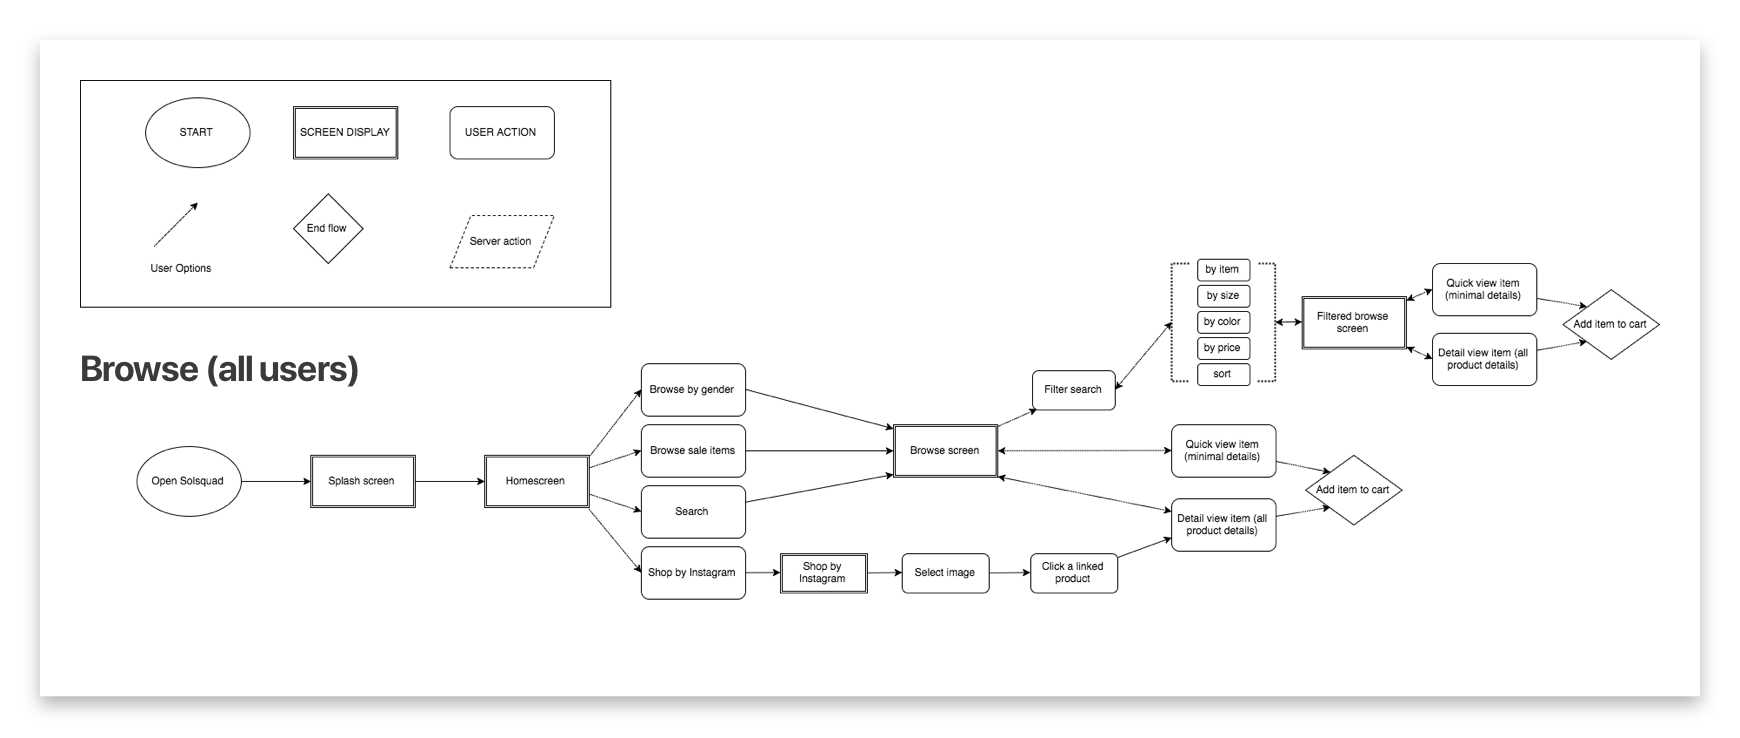 START
SCREEN DISPLAY
USER ACTION
User Options
End flow
Server action
Browse (all users)
Open Solsquad
Splash screen
Homescreen
Browse by gender
Browse sale items
Search
Shop by Instagram
Shop by
Instagram
Select image
Click a linked
product
Browse screen
Filter search
by item
by size
by color
by price
sort
Filtered browse
screen
Quick view item
(minimal details)
Detail view item (all
product details)
Add item to cart
Quick view item
(minimal details)
Detail view item (all
product details)
Add item to cart